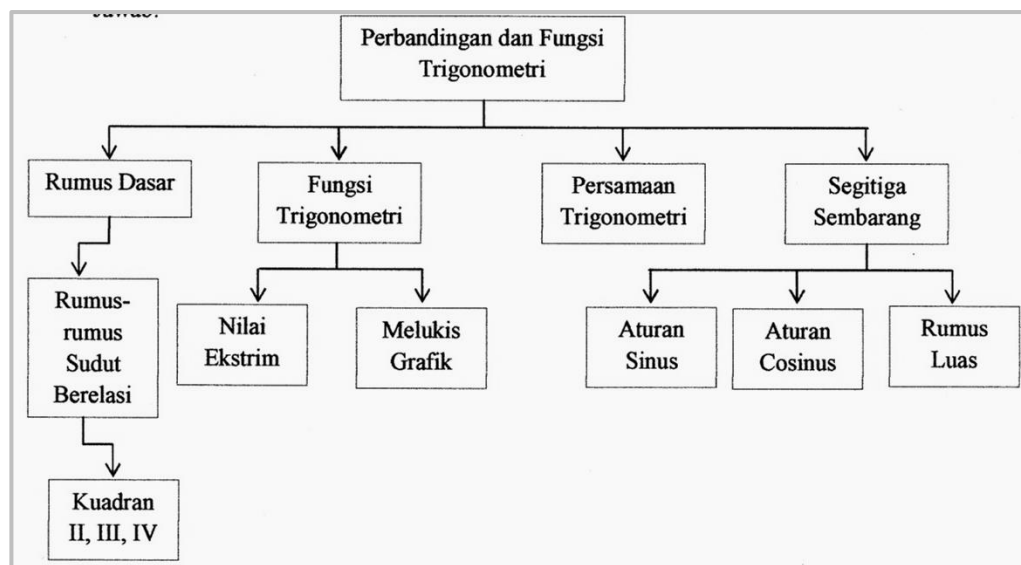 Jawab:
Perbandingan dan Fungsi
Trigonometri
Rumus Dasar
Fungsi
Trigonometri
Persamaan
Trigonometri
Segitiga
Sembarang
Rumus-
rumus
Sudut
Berelasi
Nilai
Ekstrim
Melukis
Grafik
Aturan
Sinus
Aturan
Cosinus
Rumus
Luas
Kuadran
II, III, IV